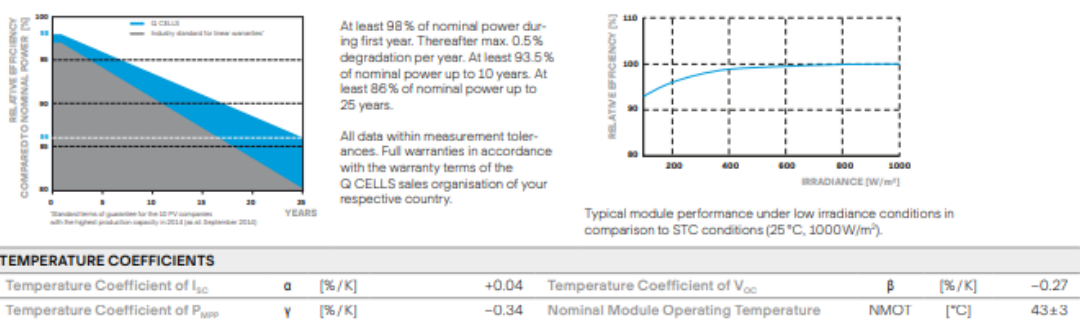 RELATIVE EFFICIENCY
COMPARED TO NOMINAL POWER [%]
100
98
95
90
86
85
80
0
5
10
15
20
25
YEARS
Q CELLS
Industry standard for linear warranties*
*Standard terms of guarantee for the 10 PV companies
with the highest production capacity in 2014 (as at: September 2014)
At least 98 % of nominal power dur-
ing first year. Thereafter max. 0.5 %
degradation per year. At least 93.5 %
of nominal power up to 10 years. At
least 86 % of nominal power up to
25 years.
All data within measurement toler-
ances. Full warranties in accordance
with the warranty terms of the
Q CELLS sales organisation of your
respective country.
RELATIVE EFFICIENCY [%]
110
100
90
80
200
400
600
800
1000
IRRADIANCE [W/m²]
Typical module performance under low irradiance conditions in
comparison to STC conditions (25 °C, 1000 W/m²).
TEMPERATURE COEFFICIENTS
Temperature Coefficient of ISC α [% / K] +0.04 Temperature Coefficient of VOC β [% / K] −0.27
Temperature Coefficient of PMPP γ [% / K] −0.34 Nominal Module Operating Temperature NMOT [°C] 43±3